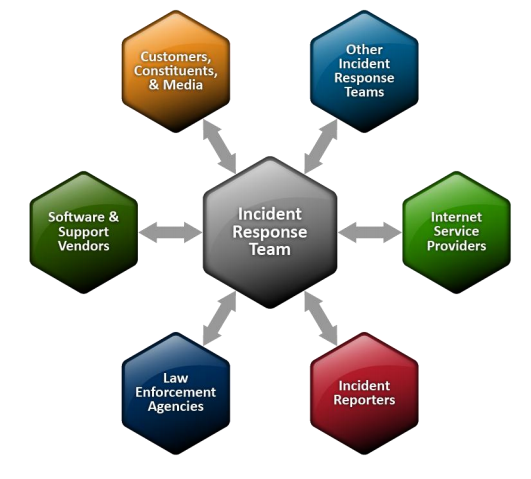 Customers,
Constituents,
& Media
Other
Incident
Response
Teams
Software &
Support
Vendors
Incident
Response
Team
Internet
Service
Providers
Law
Enforcement
Agencies
Incident
Reporters